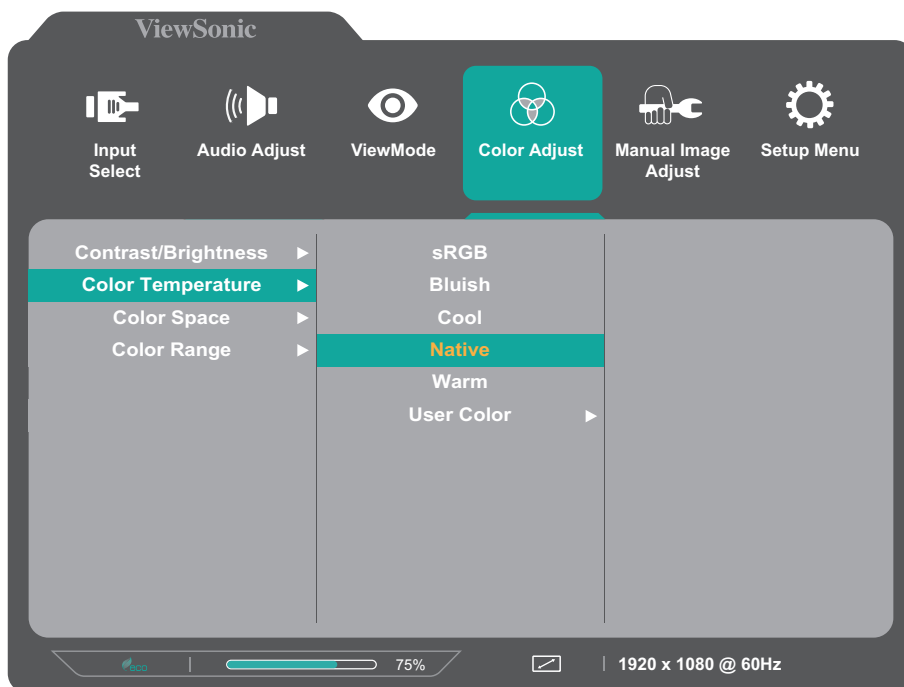 ViewSonic
Input Select
Audio Adjust
ViewMode
Color Adjust
Manual Image Adjust
Setup Menu
Contrast/Brightness
Color Temperature
Color Space
Color Range
sRGB
Bluish
Cool
Native
Warm
User Color
eco
75%
1920 x 1080 @ 60Hz